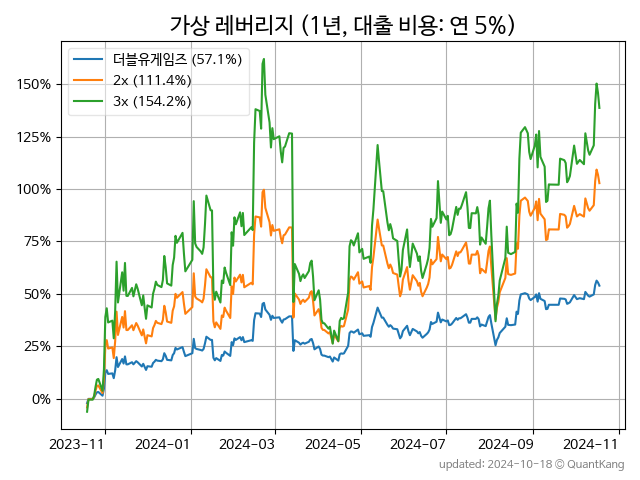 가상 레버리지 (1년, 대출 비용: 연 5%)
더블유게임즈 (57.1%)
2x (111.4%)
3x (154.2%)
150%
125%
100%
75%
50%
25%
0%
2023-11 2024-01 2024-03 2024-05 2024-07 2024-09 2024-11
updated: 2024-10-18 © QuantKang